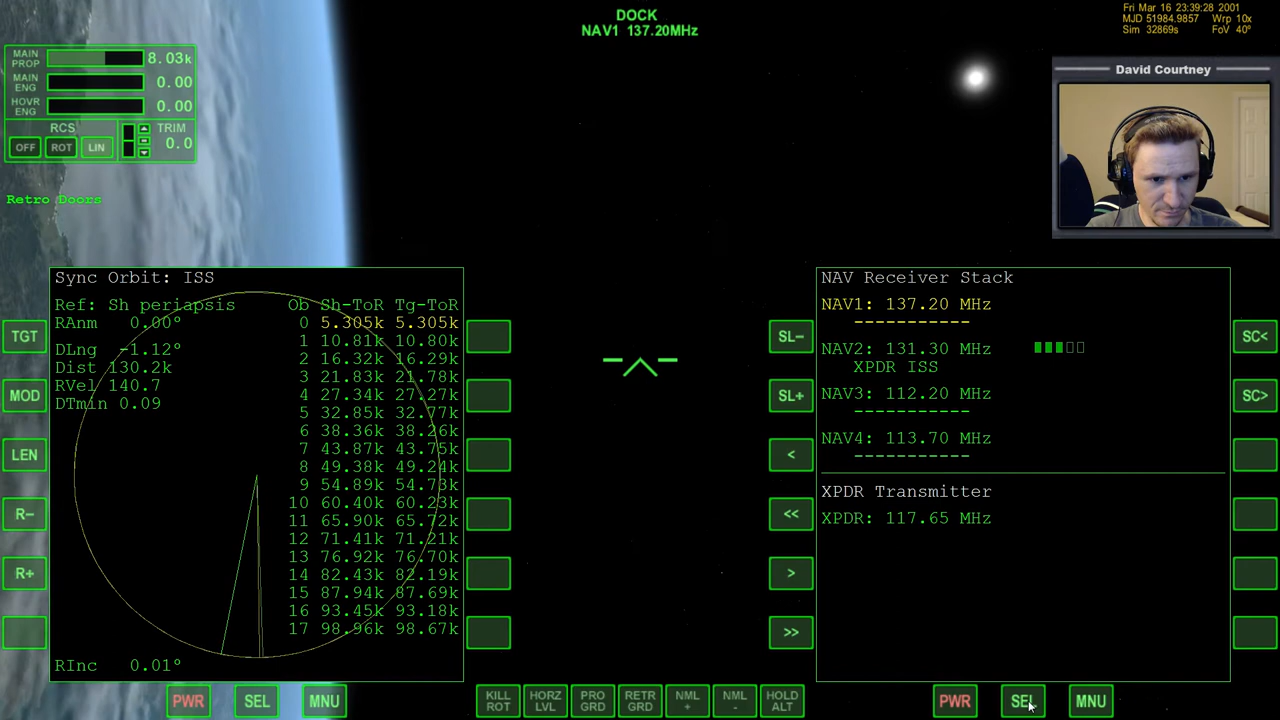 DOCK
NAV1 137.20MHz
Fri Mar 16 23:39:28 2001
MJD 51984.9857 Wrp 10x
Sim 32869s FoV 40°
MAIN PROP 8.03k
MAIN ENG 0.00
HOVR ENG 0.00
RCS TRIM
OFF ROT LIN 0.0
Retro Doors
David Courtney
Sync Orbit: ISS
Ref: Sh periapsis Ob Sh-ToR Tg-ToR
RAnm 0.00° 0 5.305k 5.305k
1 10.81k 10.80k
DLng -1.12°
2 16.32k 16.29k
Dist 130.2k
3 21.83k 21.78k
RVel 140.7
4 27.34k 27.27k
DTmin 0.09
5 32.85k 32.77k
6 38.36k 38.26k
7 43.87k 43.75k
8 49.38k 49.24k
9 54.89k 54.73k
10 60.40k 60.23k
11 65.90k 65.72k
12 71.41k 71.21k
13 76.92k 76.70k
14 82.43k 82.19k
15 87.94k 87.69k
16 93.45k 93.18k
17 98.96k 98.67k
RInc 0.01°
TGT
MOD
LEN
R-
R+
PWR SEL MNU
KILL ROT
HORZ LVL
PRO GRD
RETR GRD
NML +
NML -
HOLD ALT
SL-
SL+
<
<<
>
>>
NAV Receiver Stack
NAV1: 137.20 MHz
-----------
NAV2: 131.30 MHz
XPDR ISS
NAV3: 112.20 MHz
-----------
NAV4: 113.70 MHz
-----------
XPDR Transmitter
XPDR: 117.65 MHz
SC<
SC>
PWR SEL MNU